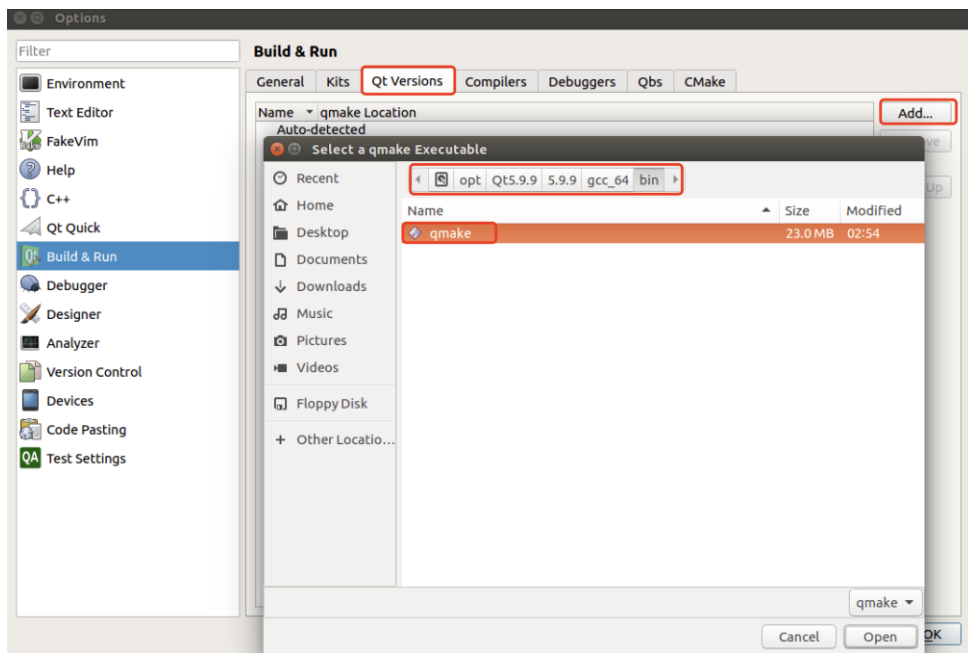 Options
Filter
Build & Run
Environment
Text Editor
FakeVim
Help
C++
Qt Quick
Build & Run
Debugger
Designer
Analyzer
Version Control
Devices
Code Pasting
Test Settings
General Kits Qt Versions Compilers Debuggers Qbs CMake
Name qmake Location
Auto-detected
Add...
ve
Up
Select a qmake Executable
Recent
Home
Desktop
Documents
Downloads
Music
Pictures
Videos
Floppy Disk
+ Other Locatio...
opt Qt5.9.9 5.9.9 gcc_64 bin
Name Size Modified
qmake 23.0 MB 02:54
qmake
Cancel Open
OK